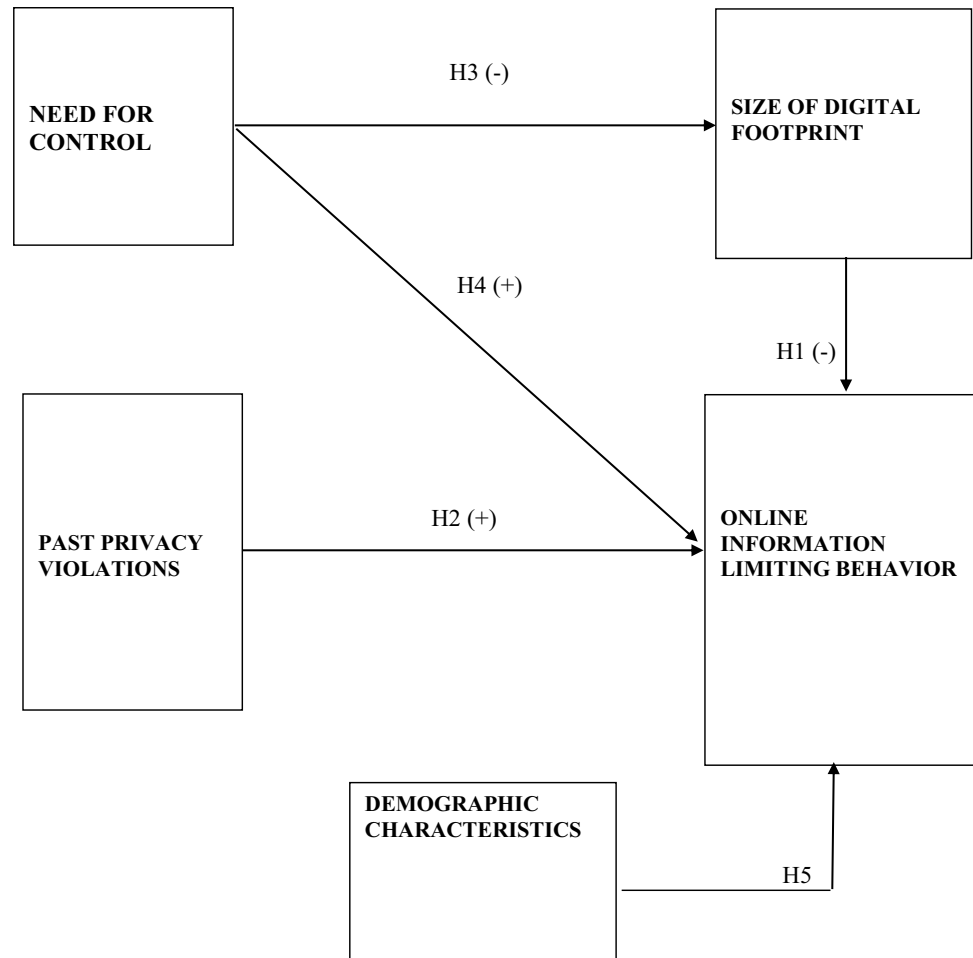 H3 (-)
NEED FOR
CONTROL
SIZE OF DIGITAL
FOOTPRINT
H4 (+)
H1 (-)
PAST PRIVACY
VIOLATIONS
H2 (+)
ONLINE
INFORMATION
LIMITING BEHAVIOR
DEMOGRAPHIC
CHARACTERISTICS
H5